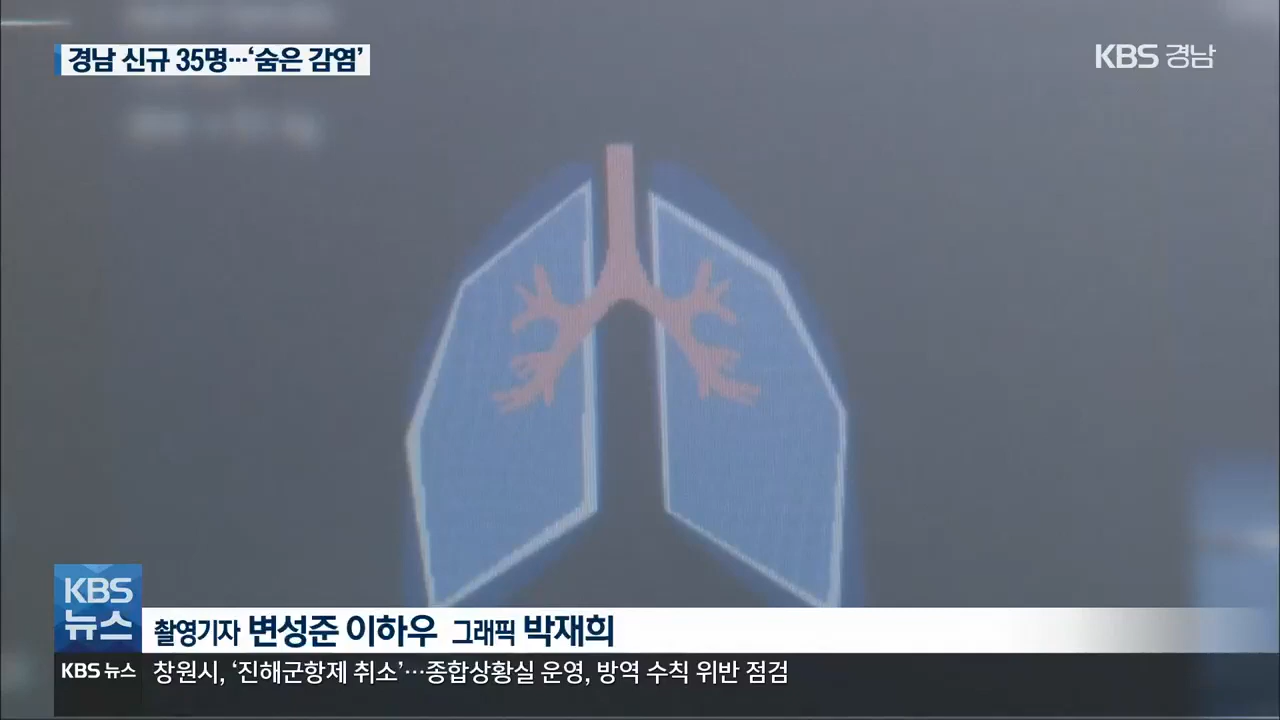 경남 신규 35명…‘숨은 감염’
KBS 경남
KBS
뉴스
촬영기자 변성준 이하우 그래픽 박재희
KBS 뉴스 창원시, ‘진해군항제 취소’…종합상황실 운영, 방역 수칙 위반 점검